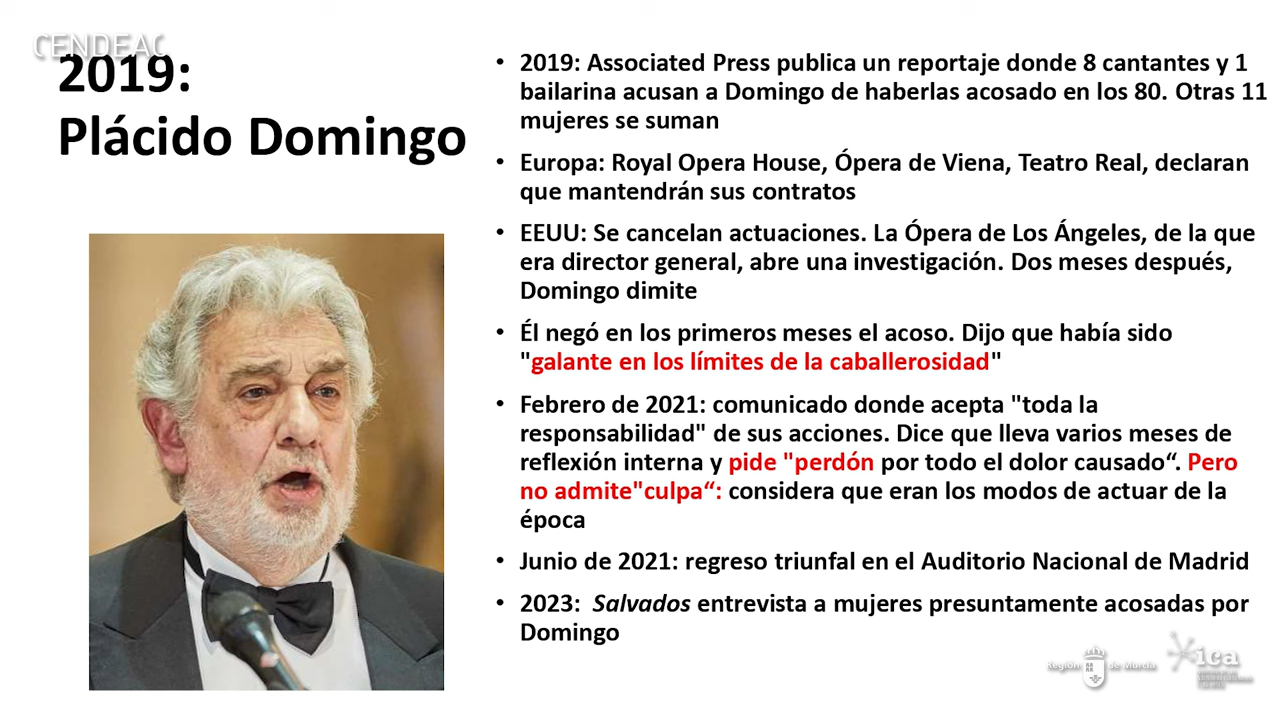 CENDEAC
2019:
Plácido Domingo
• 2019: Associated Press publica un reportaje donde 8 cantantes y 1
bailarina acusan a Domingo de haberlas acosado en los 80. Otras 11
mujeres se suman
• Europa: Royal Opera House, Ópera de Viena, Teatro Real, declaran
que mantendrán sus contratos
• EEUU: Se cancelan actuaciones. La Ópera de Los Ángeles, de la que
era director general, abre una investigación. Dos meses después,
Domingo dimite
• Él negó en los primeros meses el acoso. Dijo que había sido
"galante en los límites de la caballerosidad"
• Febrero de 2021: comunicado donde acepta "toda la
responsabilidad" de sus acciones. Dice que lleva varios meses de
reflexión interna y pide "perdón por todo el dolor causado“. Pero
no admite"culpa“: considera que eran los modos de actuar de la
época
• Junio de 2021: regreso triunfal en el Auditorio Nacional de Madrid
• 2023:  Salvados entrevista a mujeres presuntamente acosadas por
Domingo
Región de Murcia
ica